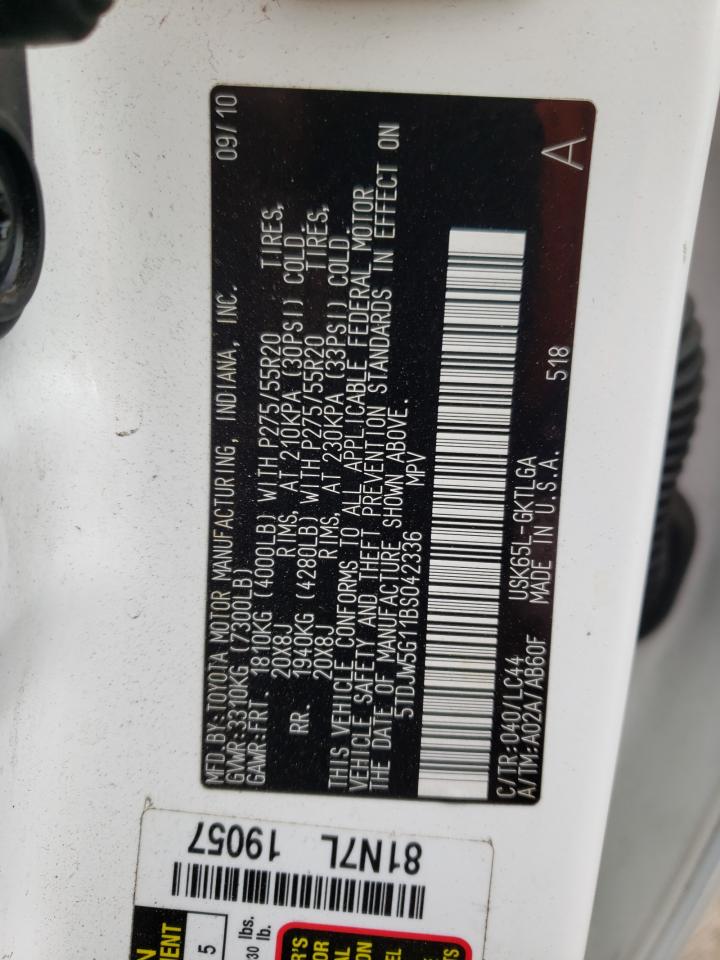 MFD.BY:TOYOTA MOTOR MANUFACTURING, INDIANA, INC. 09/10
GVWR:3310KG (7300LB)
GAWR:FRT. 1810KG (4000LB) WITH P275/55R20 TIRES,
20X8J RIMS, AT 210KPA (30PSI) COLD.
RR. 1940KG (4280LB) WITH P275/55R20 TIRES,
20X8J RIMS, AT 230KPA (33PSI) COLD.
THIS VEHICLE CONFORMS TO ALL APPLICABLE FEDERAL MOTOR
VEHICLE SAFETY AND THEFT PREVENTION STANDARDS IN EFFECT ON
THE DATE OF MANUFACTURE SHOWN ABOVE.
5TDJW5G11BS042336 MPV
C/TR:040/LC44 USK65L-GKTLGA
A/TM:A02A/AB60F MADE IN U.S.A. 518 A
81N7L 19057
5
30 lbs.
lb.